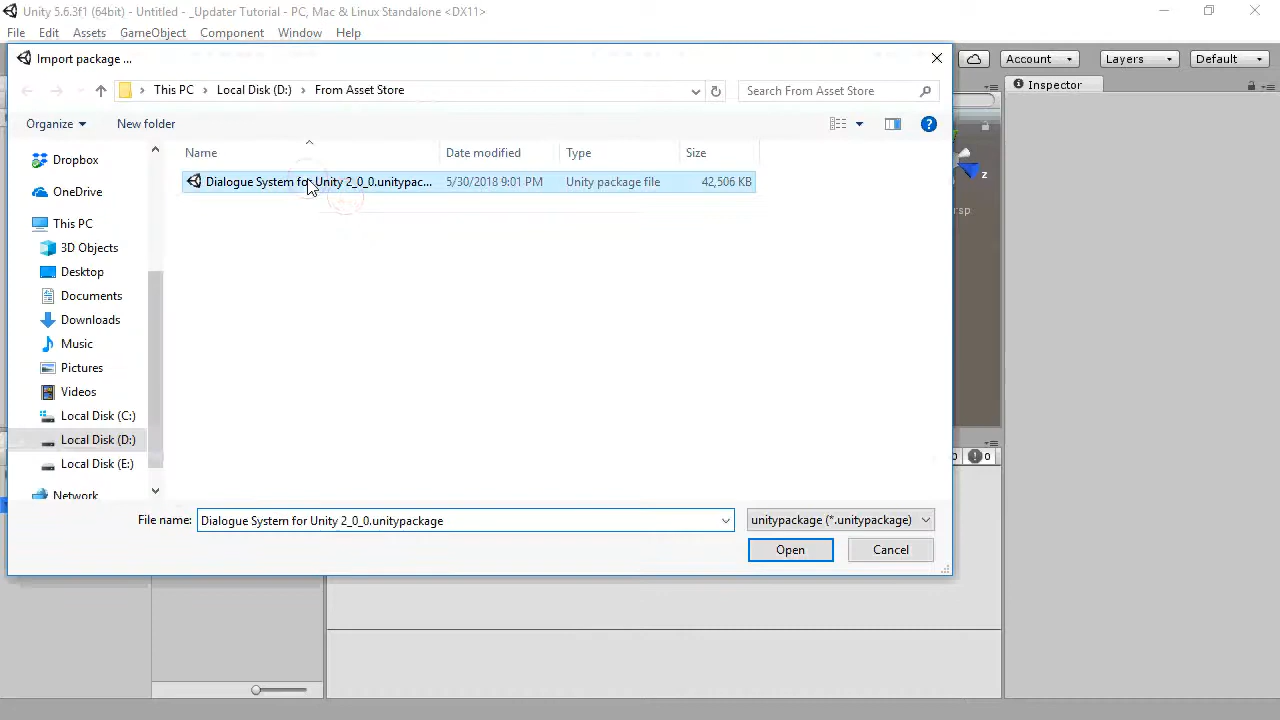 Unity 5.6.3f1 (64bit) - Untitled - _Updater Tutorial - PC, Mac & Linux Standalone <DX11>
File Edit Assets GameObject Component Window Help
Import package ...
Account Layers Default
This PC > Local Disk (D:) > From Asset Store
Search From Asset Store
Inspector
Organize New folder
Name Date modified Type Size
Dialogue System for Unity 2_0_0.unitypac... 5/30/2018 9:01 PM Unity package file 42,506 KB
z
Dropbox
OneDrive
This PC
3D Objects
Desktop
Documents
Downloads
Music
Pictures
Videos
Local Disk (C:)
Local Disk (D:)
Local Disk (E:)
Network
0
File name: Dialogue System for Unity 2_0_0.unitypackage
unitypackage (*.unitypackage)
Open Cancel